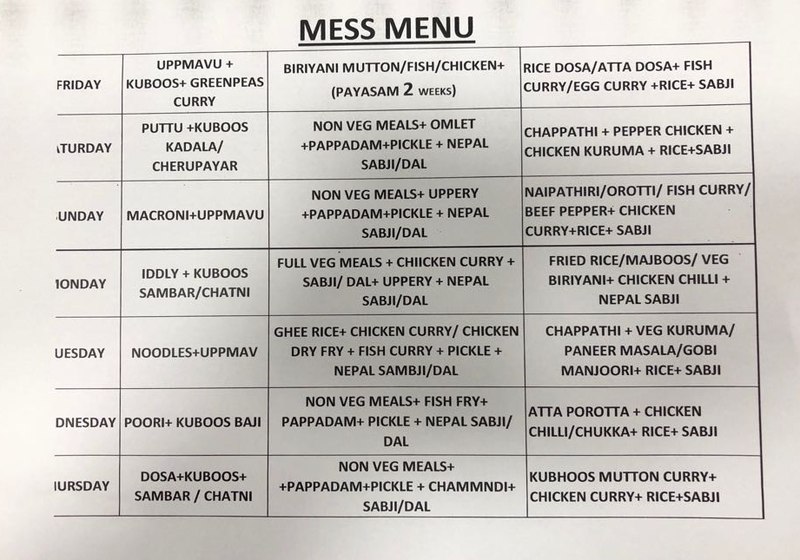 MESS MENU
FRIDAY
UPPMAVU +
KUBOOS+ GREENPEAS
CURRY
BIRIYANI MUTTON/FISH/CHICKEN+
(PAYASAM 2 WEEKS)
RICE DOSA/ATTA DOSA+ FISH
CURRY/EGG CURRY +RICE+ SABJI
ATURDAY
PUTTU +KUBOOS
KADALA/
CHERUPAYAR
NON VEG MEALS+ OMLET
+PAPPADAM+PICKLE + NEPAL
SABJI/DAL
CHAPPATHI + PEPPER CHICKEN +
CHICKEN KURUMA + RICE+SABJI
UNDAY
MACRONI+UPPMAVU
NON VEG MEALS+ UPPERY
+PAPPADAM+PICKLE + NEPAL
SABJI/DAL
NAIPATHIRI/OROTTI/ FISH CURRY/
BEEF PEPPER+ CHICKEN
CURRY+RICE+ SABJI
MONDAY
IDDLY + KUBOOS
SAMBAR/CHATNI
FULL VEG MEALS + CHIICKEN CURRY +
SABJI/ DAL+ UPPERY + NEPAL
SABJI/DAL
FRIED RICE/MAJBOOS/ VEG
BIRIYANI+ CHICKEN CHILLI +
NEPAL SABJI
UESDAY
NOODLES+UPPMAV
GHEE RICE+ CHICKEN CURRY/ CHICKEN
DRY FRY + FISH CURRY + PICKLE +
NEPAL SAMBJI/DAL
CHAPPATHI + VEG KURUMA/
PANEER MASALA/GOBI
MANJOORI+ RICE+ SABJI
DNESDAY
POORI+ KUBOOS BAJI
NON VEG MEALS+ FISH FRY+
PAPPADAM+ PICKLE + NEPAL SABJI/
DAL
ATTA POROTTA + CHICKEN
CHILLI/CHUKKA+ RICE+ SABJI
HURSDAY
DOSA+KUBOOS+
SAMBAR / CHATNI
NON VEG MEALS+
+PAPPADAM+PICKLE + CHAMMNDI+
SABJI/DAL
KUBHOOS MUTTON CURRY+
CHICKEN CURRY+ RICE+SABJI